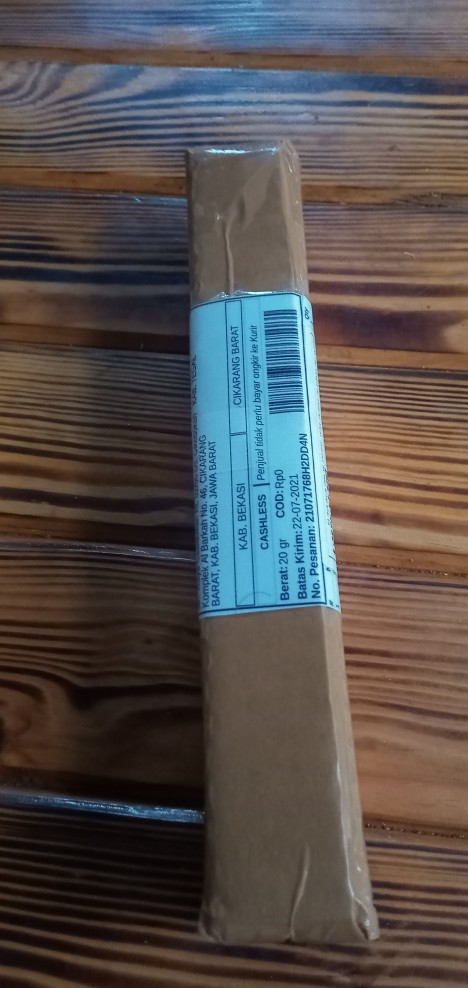 Komplek Al Barkah No. 46, CIKARANG
BARAT, KAB. BEKASI, JAWA BARAT
KAB. BEKASI
CIKARANG BARAT
CASHLESS
Penjual tidak perlu bayar ongkir ke Kurir
Berat: 20 gr
COD: Rp0
Batas Kirim: 22-07-2021
No. Pesanan: 21071768H2DD4N